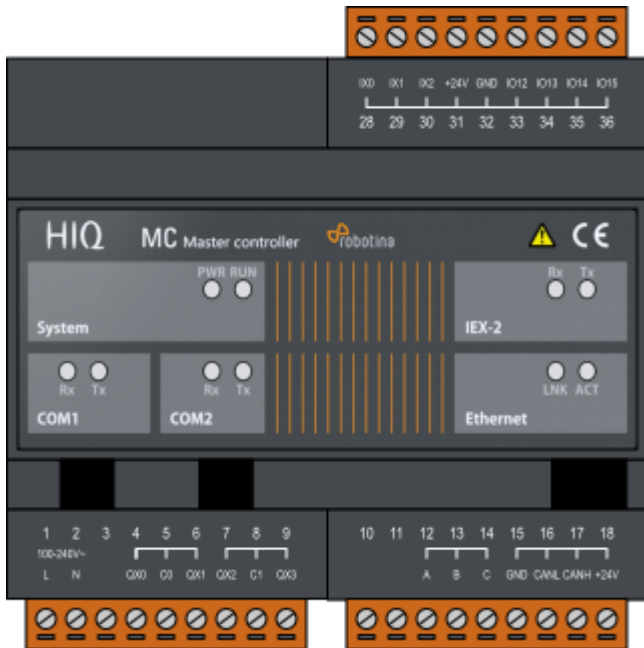 IX0 IX1 IX2 +24V GND IO12 IO13 IO14 IO15
28 29 30 31 32 33 34 35 36
HIQ MC Master controller robotina CE
PWR RUN
System
Rx Tx
IEX-2
Rx Tx
COM1
Rx Tx
COM2
LNK ACT
Ethernet
1 2 3 4 5 6 7 8 9
100-240V~
L N QX0 C0 QX1 QX2 C1 QX3
10 11 12 13 14 15 16 17 18
A B C GND CANL CANH +24V